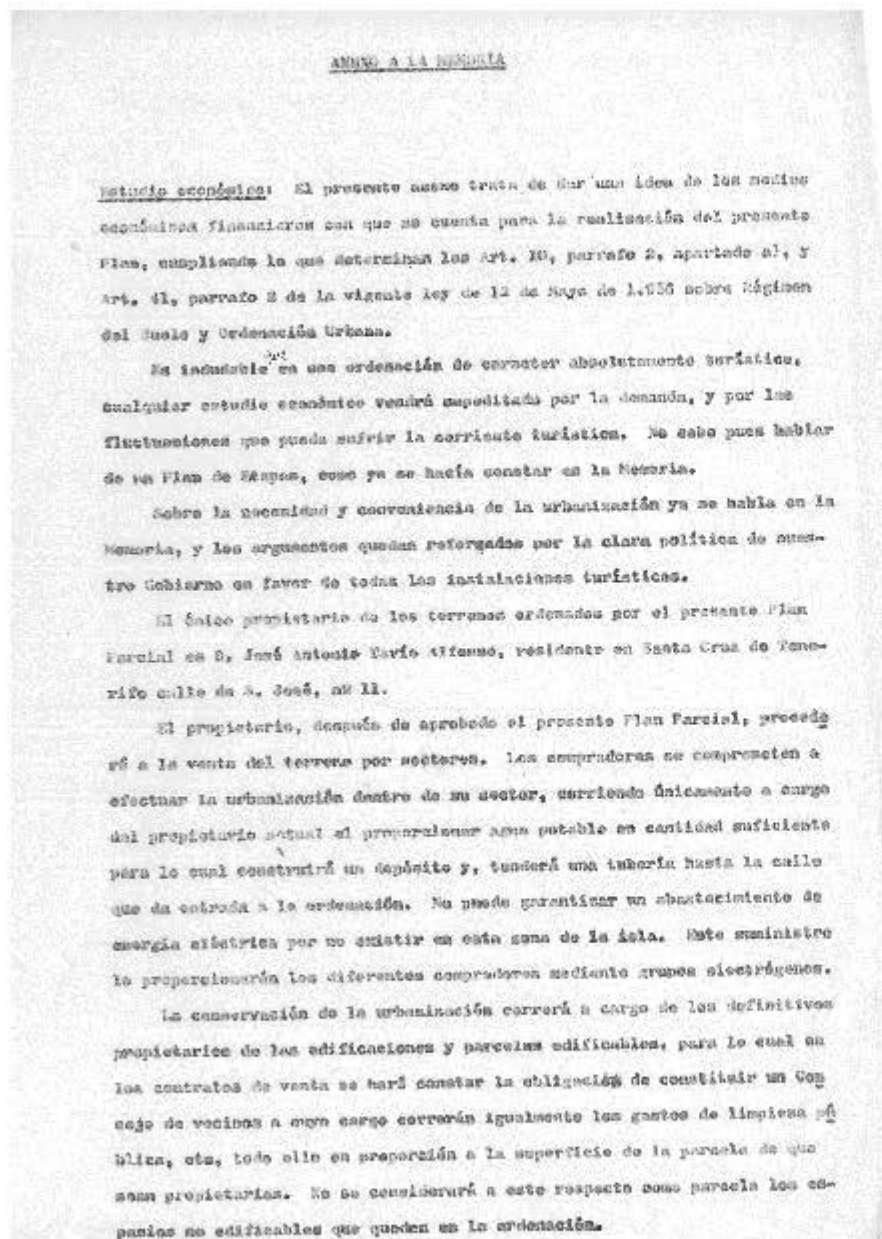 ANEXO A LA MEMORIA
Estudio económico: El presente anexo trata de dar una idea de los medios
económicos financieros con que se cuenta para la realización del presente
Plan, cumpliendo lo que determinan los Art. 10, parrafo 2, apartado a), y
Art. 41, parrafo 2 de la vigente Ley de 12 de Mayo de 1.956 sobre Régimen
del Suelo y Ordenación Urbana.
Es indudable que en una ordenación de caracter absolutamente turístico,
cualquier estudio económico vendrá supeditado por la demanda, y por las
fluctuaciones que pueda sufrir la corriente turística. No cabe pues hablar
de un Plan de Etapas, como ya se hacía constar en la Memoria.
Sobre la necesidad y conveniencia de la urbanización ya se habla en la
Memoria, y los argumentos quedan reforzados por la clara política de nues-
tro Gobierno en favor de todas las instalaciones turísticas.
El único propietario de los terrenos ordenados por el presente Plan
Parcial es D. José Antonio Tavío Alfonso, residente en Santa Cruz de Tene-
rife calle de S. José, nº 11.
El propietario, después de aprobado el presente Plan Parcial, procede
rá a la venta del terreno por sectores. Los compradores se comprometen a
efectuar la urbanización dentro de su sector, corriendo únicamente a cargo
del propietario actual el proporcionar agua potable en cantidad suficiente
para lo cual construirá un depósito y, tenderá una tubería hasta la calle
que da entrada a la ordenación. No puede garantizar un abastecimiento de
energía eléctrica por no existir en esta zona de la isla. Este suministro
lo proporcionarán los diferentes compradores mediante grupos electrógenos.
La conservación de la urbanización correrá a cargo de los definitivos
propietarios de las edificaciones y parcelas edificables, para lo cual en
los contratos de venta se hará constar la obligación de constituir un Con
sejo de vecinos a cuyo cargo correrán igualmente los gastos de limpieza pú
blica, etc, todo ello en proporción a la superficie de la parcela de que
sean propietarios. No se considerará a este respecto como parcela los es-
pacios no edificables que queden en la ordenación.